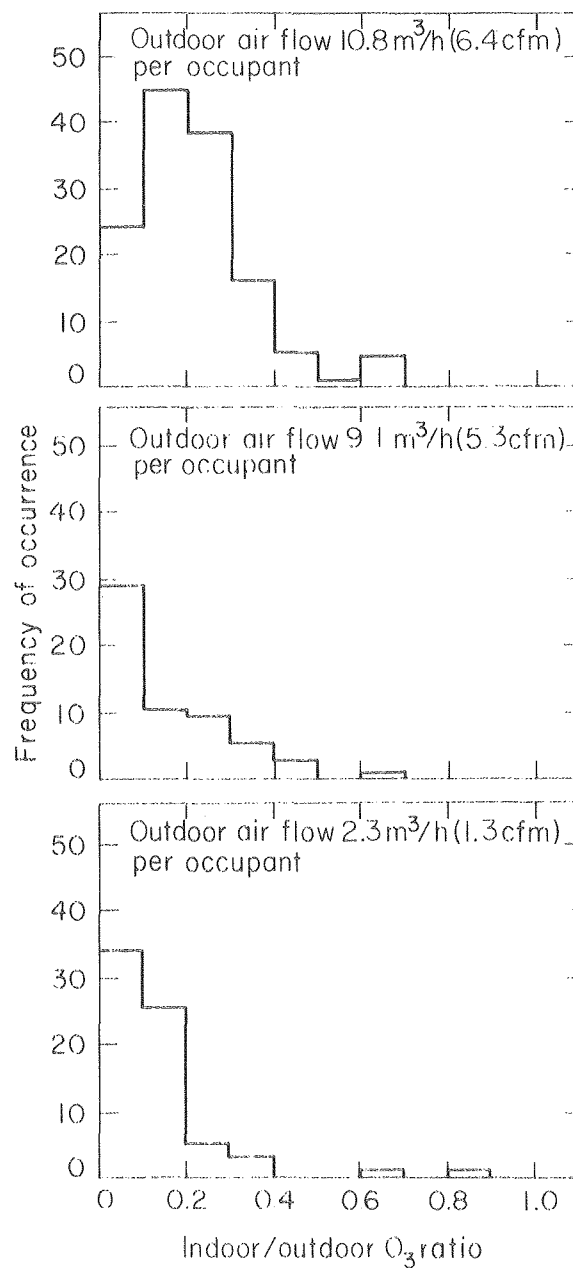 Outdoor air flow 10.8 m³/h (6.4 cfm)
per occupant
50
40
30
20
10
0
Outdoor air flow 9.1 m³/h (5.3 cfm)
per occupant
50
40
30
20
10
0
Frequency of occurrence
Outdoor air flow 2.3 m³/h (1.3 cfm)
per occupant
50
40
30
20
10
0
0 0.2 0.4 0.6 0.8 1.0
Indoor/outdoor O₃ ratio